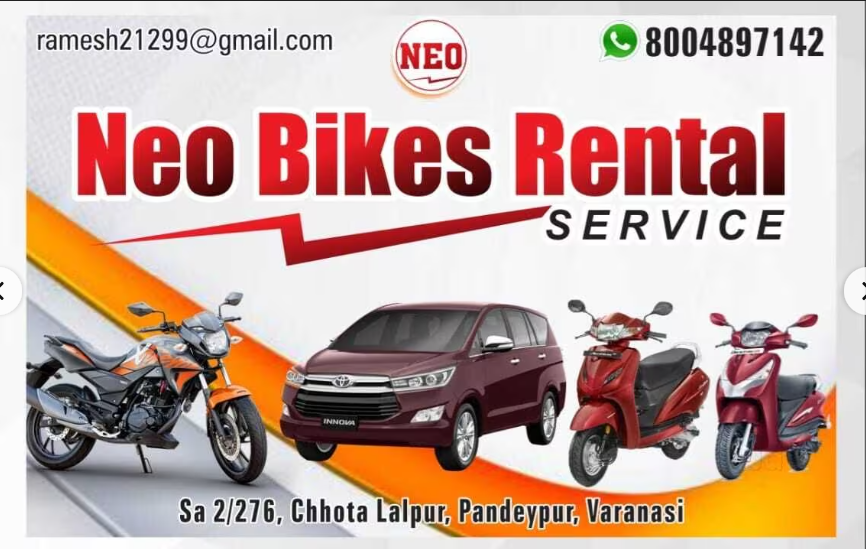 ramesh21299@gmail.com
NEO
8004897142
Neo Bikes Rental
SERVICE
INNOVA
Sa 2/276, Chhota Lalpur, Pandeypur, Varanasi